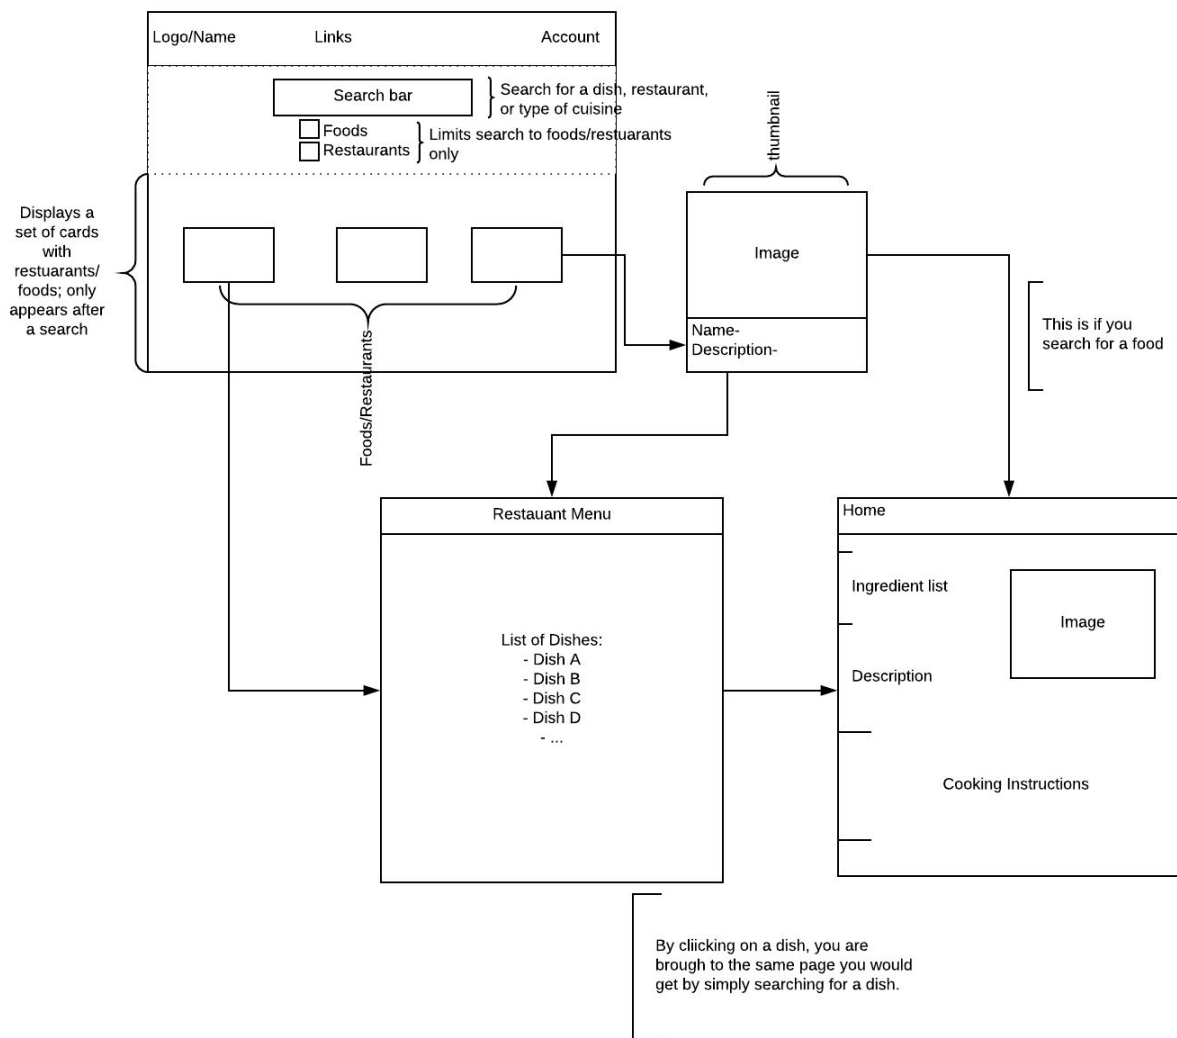 Logo/Name
Links
Account
Search bar
Search for a dish, restaurant,
or type of cuisine
Foods
Restaurants
Limits search to foods/restuarants
only
Displays a
set of cards
with
restuarants/
foods; only
appears after
a search
Foods/Restaurants
thumbnail
Image
Name-
Description-
This is if you
search for a food
Restauant Menu
List of Dishes:
- Dish A
- Dish B
- Dish C
- Dish D
- ...
Home
Ingredient list
Image
Description
Cooking Instructions
By cliicking on a dish, you are
brough to the same page you would
get by simply searching for a dish.